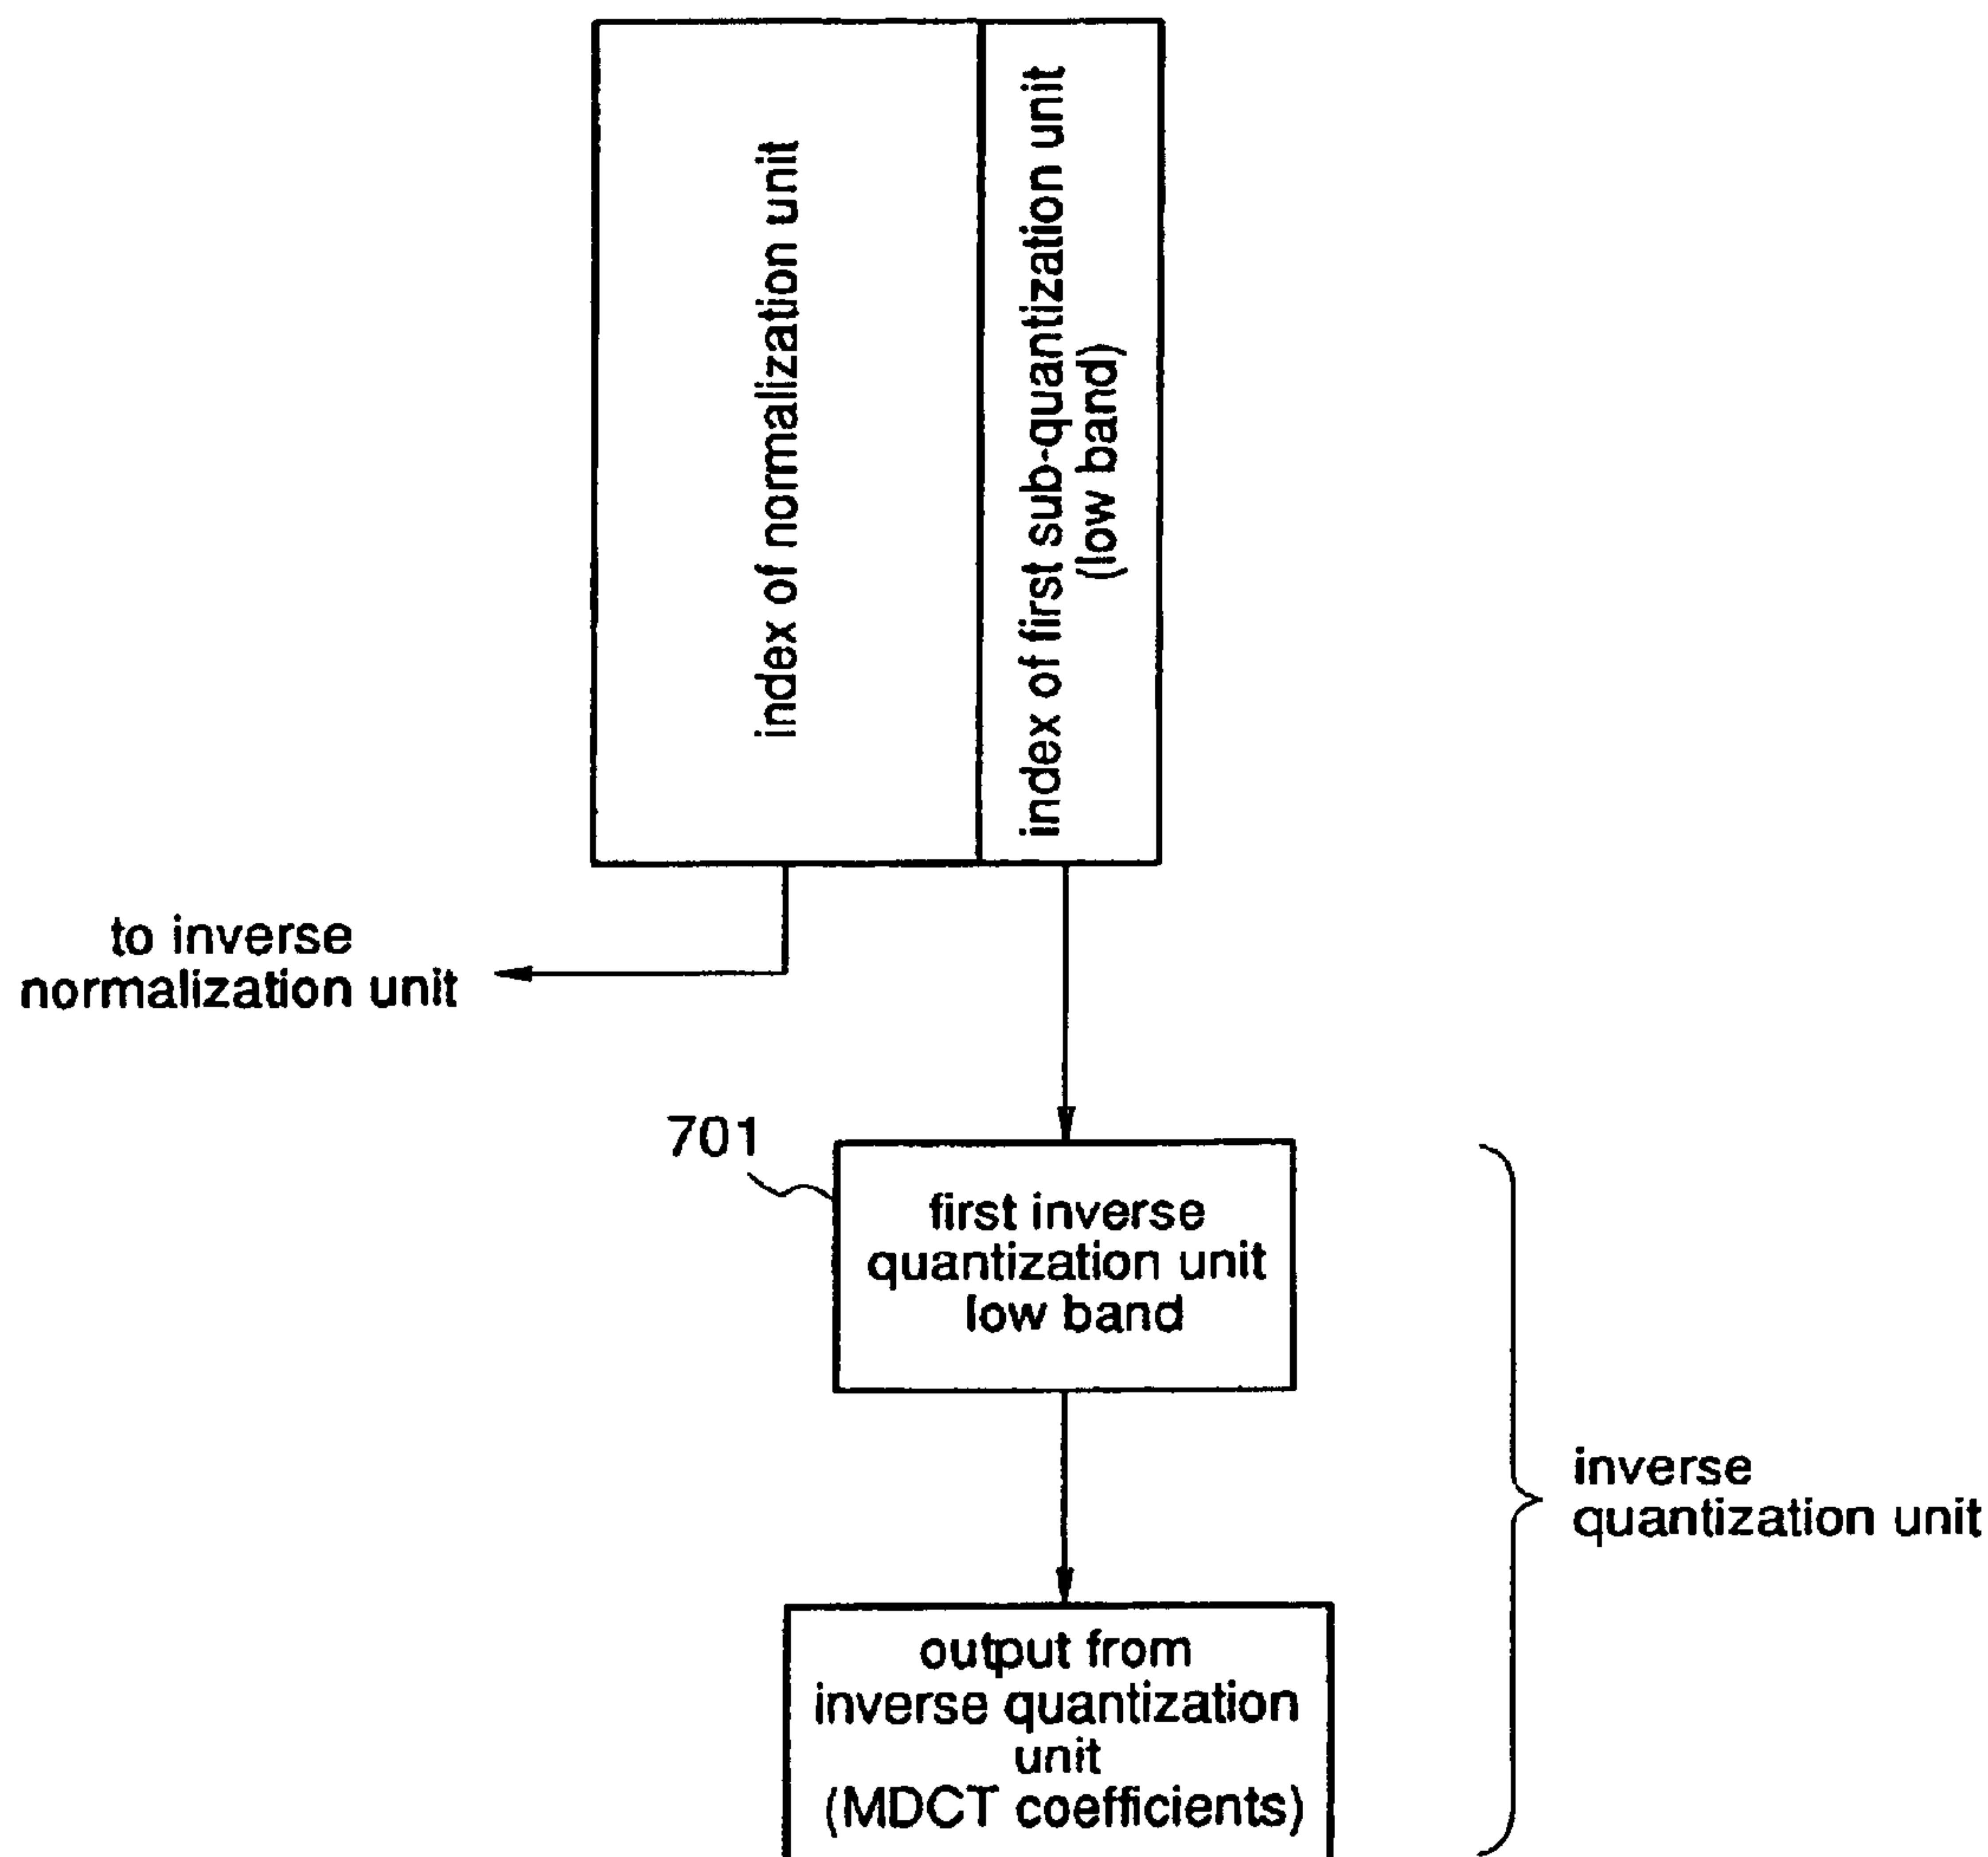 index of normalization unit
index of first sub-quantization unit
(low band)
to inverse
normalization unit
701
first inverse
quantization unit
low band
inverse
quantization unit
output from
inverse quantization
unit
(MDCT coefficients)